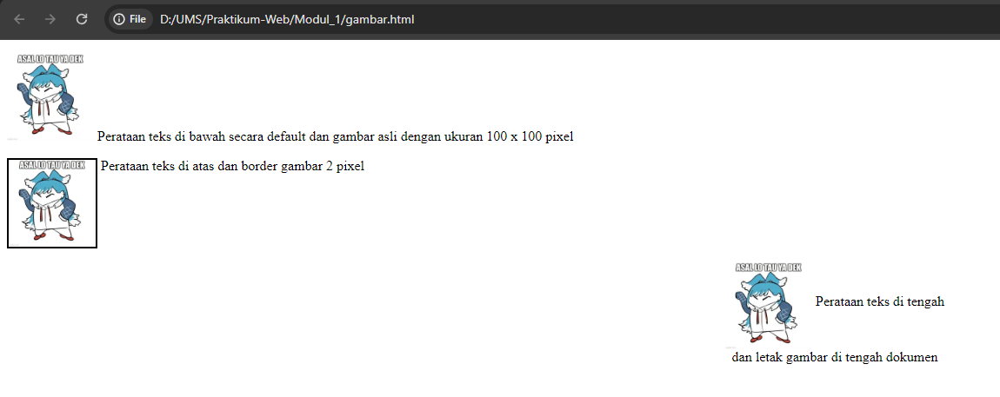 File D:/UMS/Praktikum-Web/Modul_1/gambar.html
ASAL LO TAU YA DEK
Perataan teks di bawah secara default dan gambar asli dengan ukuran 100 x 100 pixel
ASAL LO TAU YA DEK
Perataan teks di atas dan border gambar 2 pixel
ASAL LO TAU YA DEK
Perataan teks di tengah
dan letak gambar di tengah dokumen